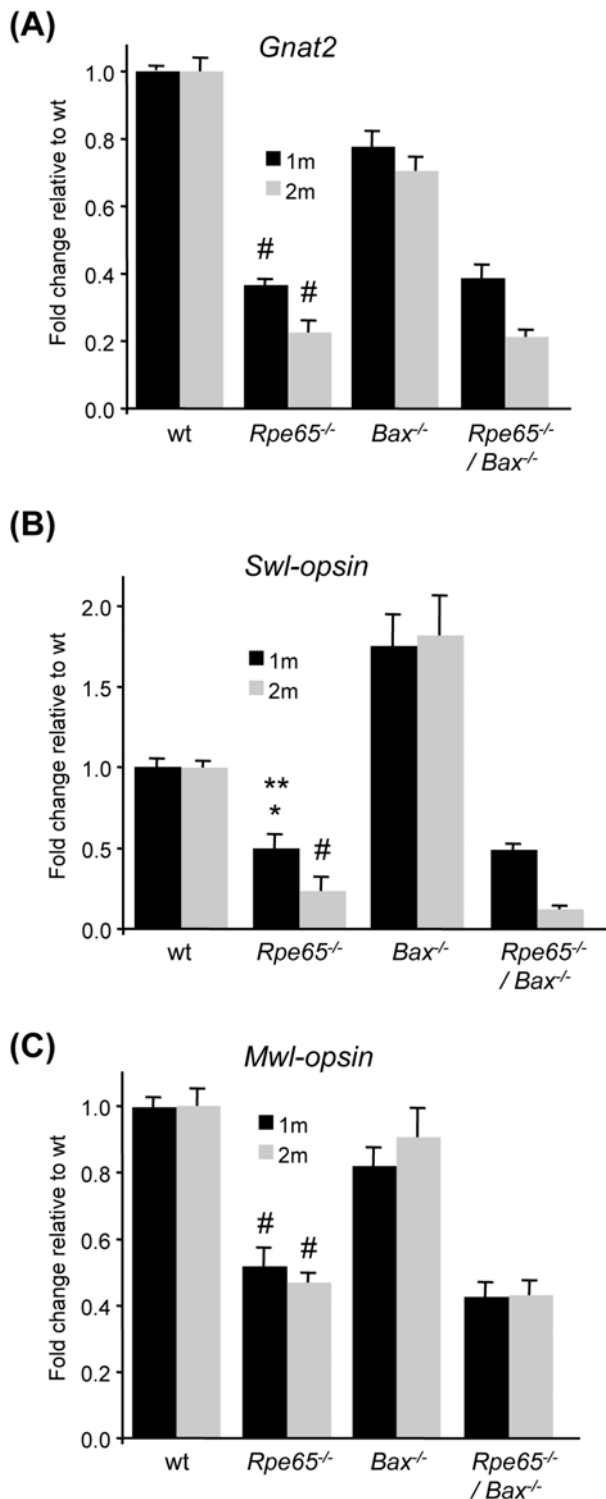 (A)
Gnat2
Fold change relative to wt
1.0
0.8
0.6
0.4
0.2
0.0
1m
2m
#
#
wt
Rpe65-/-
Bax-/-
Rpe65-/-
/ Bax-/-
(B)
Swl-opsin
Fold change relative to wt
2.0
1.5
1.0
0.5
0.0
1m
2m
**
*
#
wt
Rpe65-/-
Bax-/-
Rpe65-/-
/ Bax-/-
(C)
Mwl-opsin
Fold change relative to wt
1.0
0.8
0.6
0.4
0.2
0.0
1m
2m
#
#
wt
Rpe65-/-
Bax-/-
Rpe65-/-
/ Bax-/-